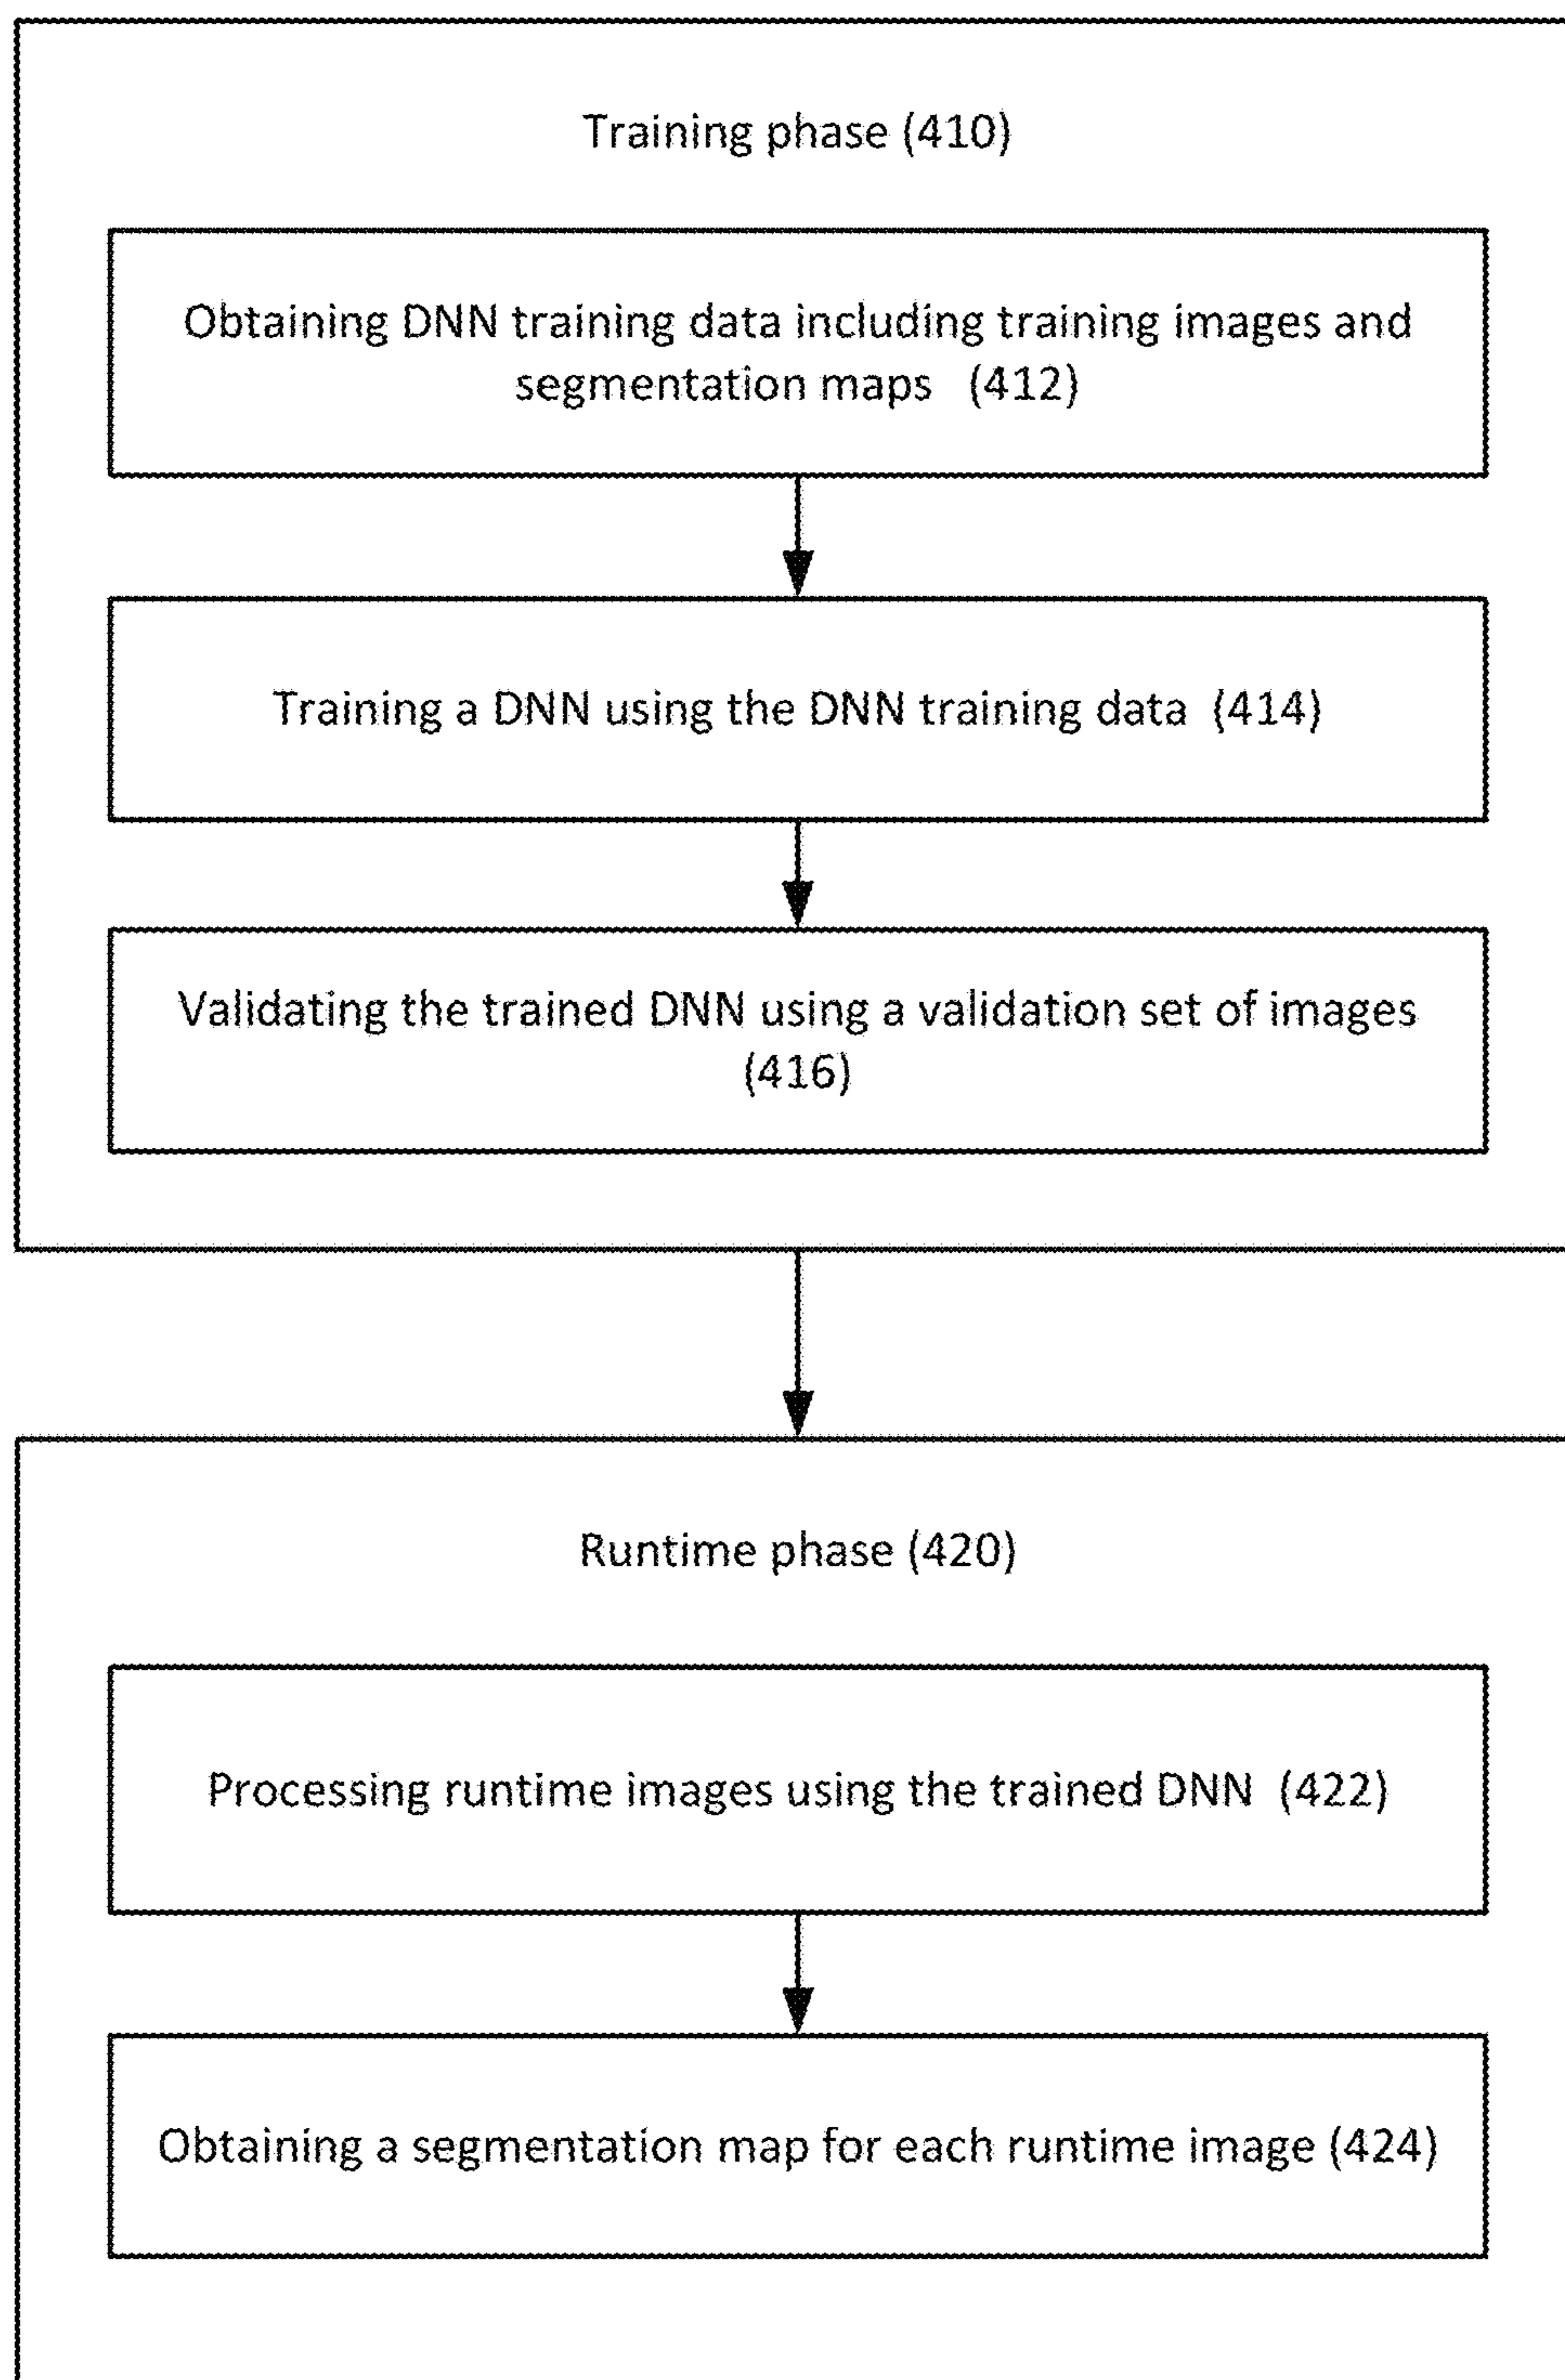 Training phase (410)
Obtaining DNN training data including training images and
segmentation maps (412)
Training a DNN using the DNN training data (414)
Validating the trained DNN using a validation set of images
(416)
Runtime phase (420)
Processing runtime images using the trained DNN (422)
Obtaining a segmentation map for each runtime image (424)